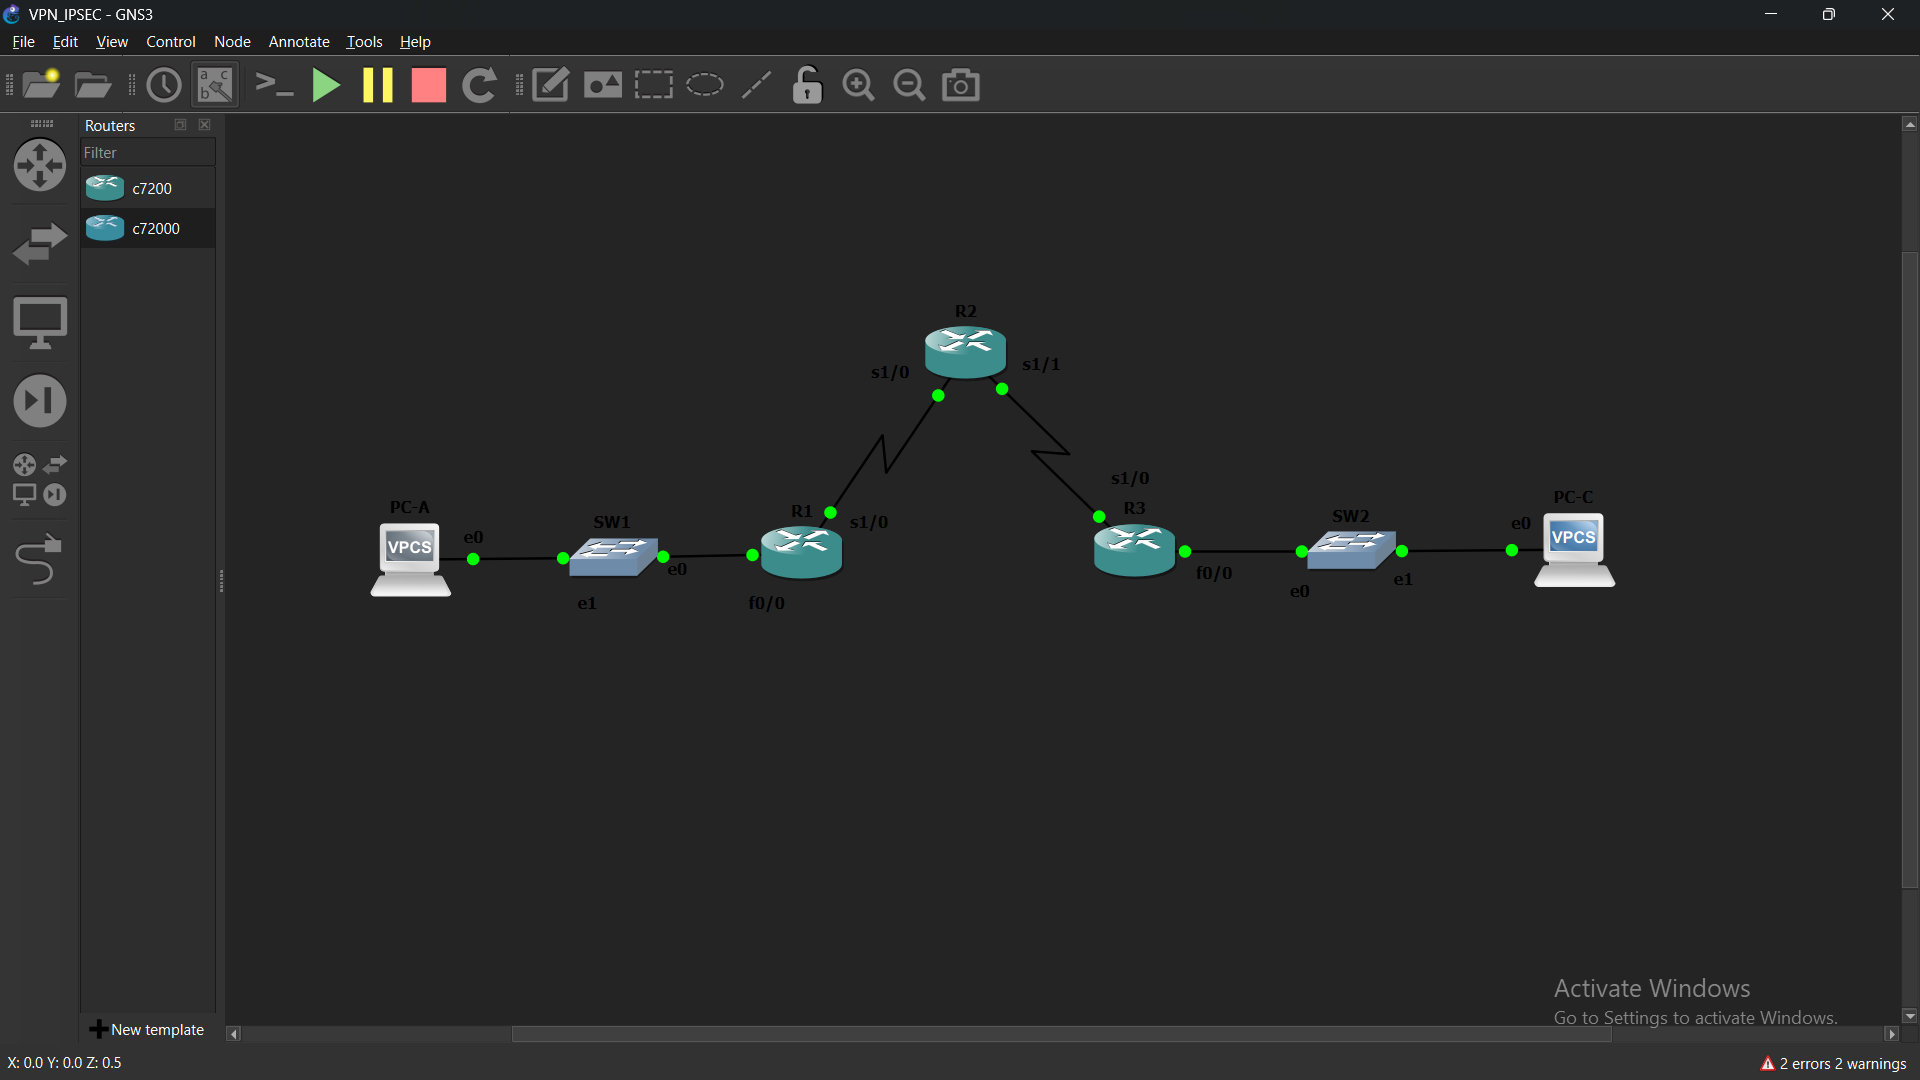 VPN_IPSEC - GNS3
File Edit View Control Node Annotate Tools Help
a c
b
Routers
Filter
c7200
c72000
New template
R2
s1/0
s1/1
s1/0
PC-A
VPCS
e0
SW1
e1
e0
R1
s1/0
f0/0
R3
f0/0
SW2
e0
e1
PC-C
VPCS
e0
Activate Windows
Go to Settings to activate Windows.
X: 0.0 Y: 0.0 Z: 0.5
2 errors 2 warnings